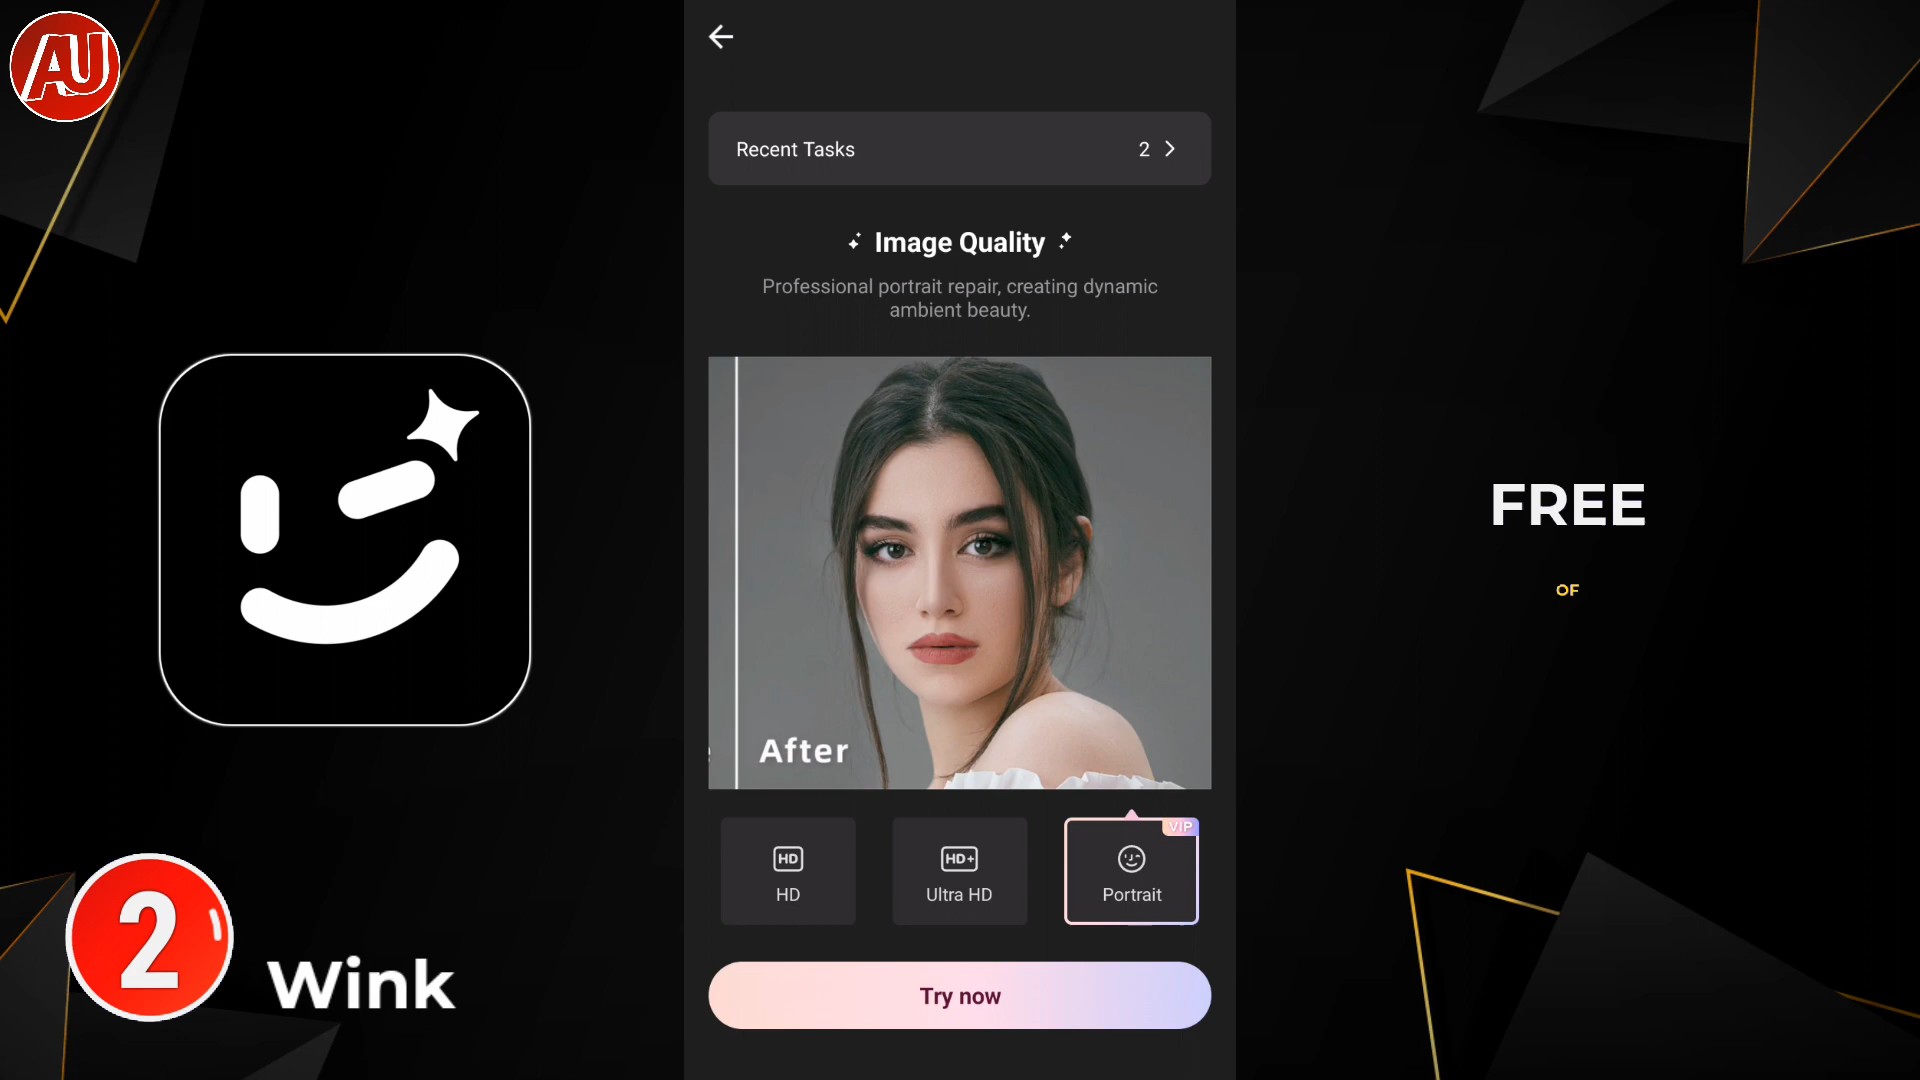 AU
Recent Tasks 2
Image Quality
Professional portrait repair, creating dynamic
ambient beauty.
After
VIP
HD
HD
HD+
Ultra HD
Portrait
Try now
2
Wink
FREE
OF